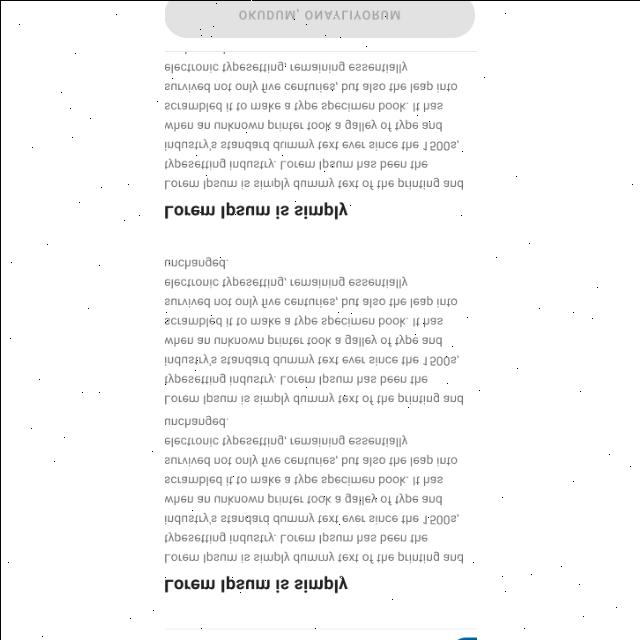 Lorem Ipsum is simply
Lorem Ipsum is simply dummy text of the printing and
typesetting industry. Lorem Ipsum has been the
industry's standard dummy text ever since the 1500s,
when an unknown printer took a galley of type and
scrambled it to make a type specimen book. It has
survived not only five centuries, but also the leap into
electronic typesetting, remaining essentially
unchanged.
Lorem Ipsum is simply dummy text of the printing and
typesetting industry. Lorem Ipsum has been the
industry's standard dummy text ever since the 1500s,
when an unknown printer took a galley of type and
scrambled it to make a type specimen book. It has
survived not only five centuries, but also the leap into
electronic typesetting, remaining essentially
unchanged.
Lorem Ipsum is simply
Lorem Ipsum is simply dummy text of the printing and
typesetting industry. Lorem Ipsum has been the
industry's standard dummy text ever since the 1500s,
when an unknown printer took a galley of type and
scrambled it to make a type specimen book. It has
survived not only five centuries, but also the leap into
electronic typesetting, remaining essentially
OKUDUM, ONAYLIYORUM